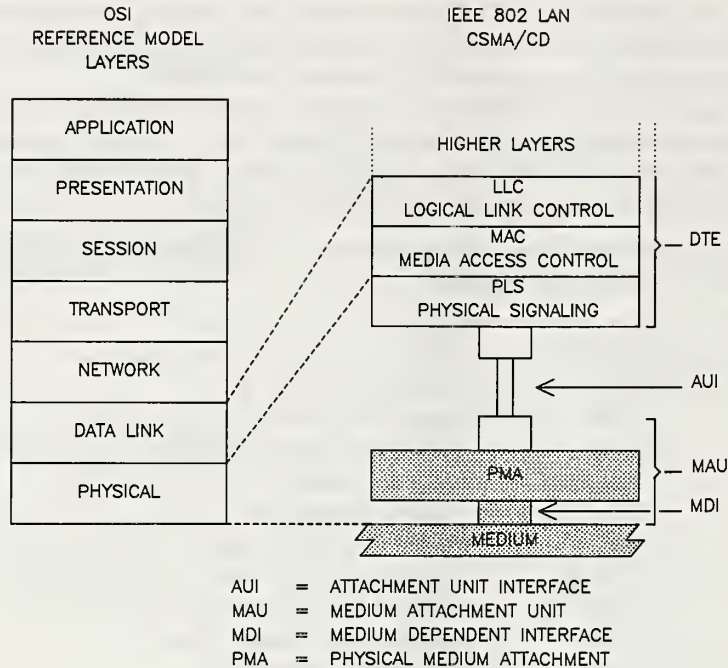 OSI
REFERENCE MODEL
LAYERS
APPLICATION
PRESENTATION
SESSION
TRANSPORT
NETWORK
DATA LINK
PHYSICAL
IEEE 802 LAN
CSMA/CD
HIGHER LAYERS
LLC
LOGICAL LINK CONTROL
MAC
MEDIA ACCESS CONTROL
PLS
PHYSICAL SIGNALING
DTE
AUI
PMA
MAU
MDI
MEDIUM
AUI = ATTACHMENT UNIT INTERFACE
MAU = MEDIUM ATTACHMENT UNIT
MDI = MEDIUM DEPENDENT INTERFACE
PMA = PHYSICAL MEDIUM ATTACHMENT